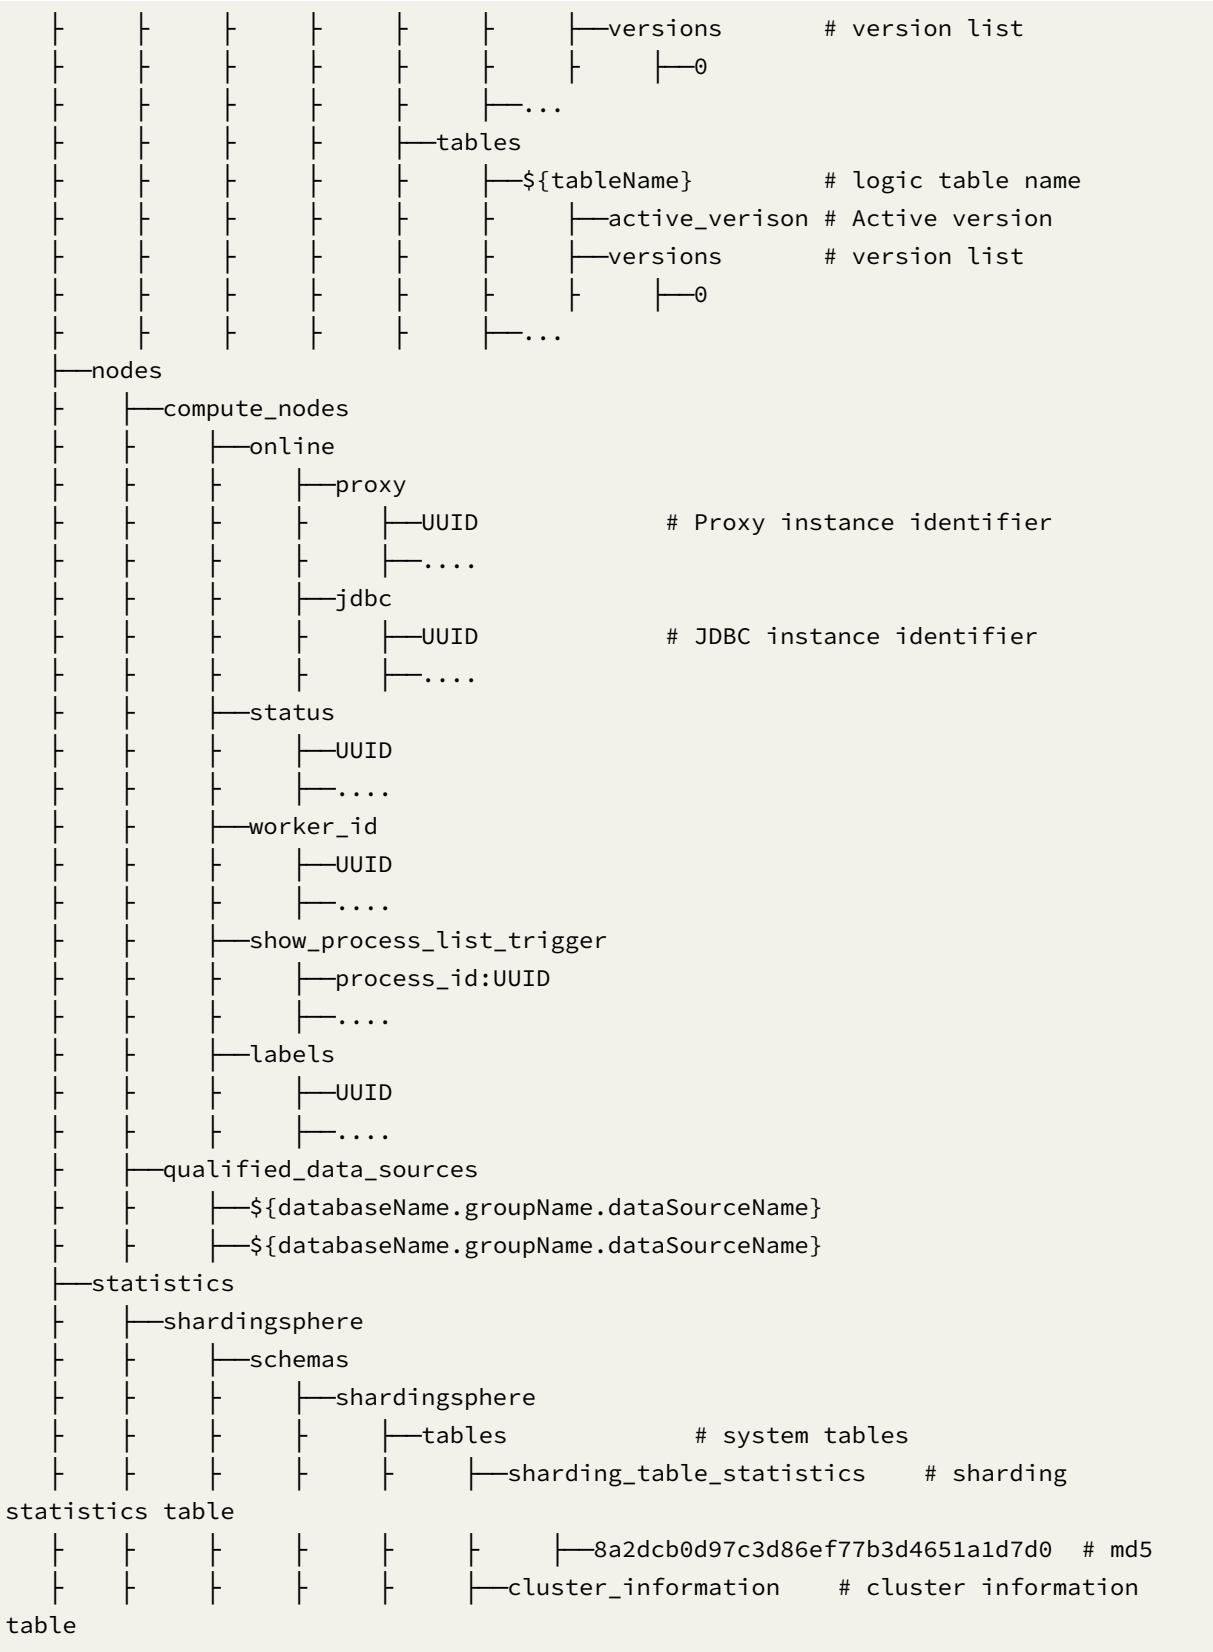 ├      ├      ├      ├      ├      ├      ├──versions       # version list
├      ├      ├      ├      ├      ├      ├      ├──0
├      ├      ├      ├      ├      ├──...
├      ├      ├      ├      ├──tables
├      ├      ├      ├      ├      ├──${tableName}         # logic table name
├      ├      ├      ├      ├      ├      ├──active_verison # Active version
├      ├      ├      ├      ├      ├      ├──versions       # version list
├      ├      ├      ├      ├      ├      ├      ├──0
├      ├      ├      ├      ├      ├──...
├──nodes
├     ├──compute_nodes
├     ├      ├──online
├     ├      ├      ├──proxy
├     ├      ├      ├      ├──UUID             # Proxy instance identifier
├     ├      ├      ├      ├──....
├     ├      ├      ├──jdbc
├     ├      ├      ├      ├──UUID             # JDBC instance identifier
├     ├      ├      ├      ├──....
├     ├      ├──status
├     ├      ├      ├──UUID
├     ├      ├      ├──....
├     ├      ├──worker_id
├     ├      ├      ├──UUID
├     ├      ├      ├──....
├     ├      ├──show_process_list_trigger
├     ├      ├      ├──process_id:UUID
├     ├      ├      ├──....
├     ├      ├──labels
├     ├      ├      ├──UUID
├     ├      ├      ├──....
├     ├──qualified_data_sources
├     ├      ├──${databaseName.groupName.dataSourceName}
├     ├      ├──${databaseName.groupName.dataSourceName}
├──statistics
├     ├──shardingsphere
├     ├      ├──schemas
├     ├      ├      ├──shardingsphere
├     ├      ├      ├      ├──tables             # system tables
├     ├      ├      ├      ├      ├──sharding_table_statistics    # sharding
statistics table
├     ├      ├      ├      ├      ├      ├──8a2dcb0d97c3d86ef77b3d4651a1d7d0  # md5
├     ├      ├      ├      ├      ├──cluster_information    # cluster information
table